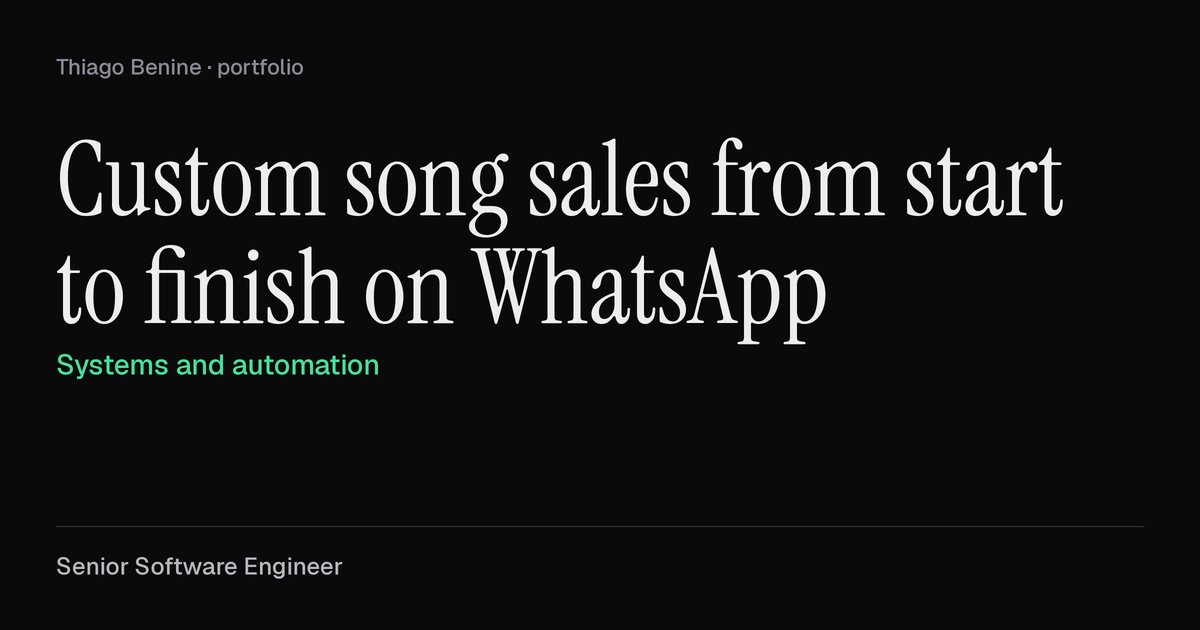 Thiago Benine · portfolio
Custom song sales from start
to finish on WhatsApp
Systems and automation
Senior Software Engineer